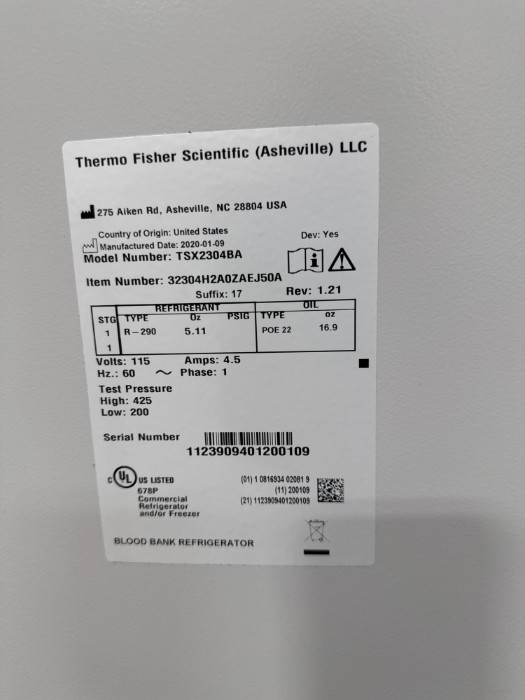 Thermo Fisher Scientific (Asheville) LLC
275 Aiken Rd, Asheville, NC 28804 USA
Country of Origin: United States
Dev: Yes
Manufactured Date: 2020-01-09
Model Number: TSX2304BA
Item Number: 32304H2A0ZAEJ50A
Suffix: 17
Rev: 1.21
REFRIGERANT OIL
STG TYPE Oz PSIG TYPE oz
1 R-290 5.11 POE 22 16.9
1
Volts: 115 Amps: 4.5
Hz.: 60 ~ Phase: 1
Test Pressure
High: 425
Low: 200
Serial Number
1123909401200109
c UL US LISTED
678P
Commercial
Refrigerator
and/or Freezer
(01) 1 0816934 02081 9
(11) 200109
(21) 1123909401200109
BLOOD BANK REFRIGERATOR